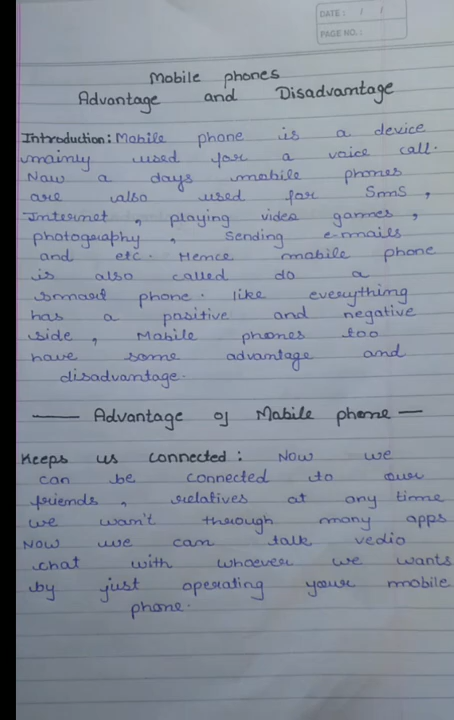 DATE: / /
PAGE NO.:
Mobile phones
Advantage and Disadvantage
Introduction: Mobile phone is a device
mainly used for a voice call.
Now a days mobile phones
are also used for SmS,
Internet, playing video games,
photography, Sending e-mails
and etc. Hence mobile phone
is also called do a
smart phone. like everything
has a positive and negative
side, Mobile phones too
have some advantage and
disadvantage.
Advantage of Mobile phone
Keeps us connected: Now we
can be connected to our
friends, relatives at any time
we wan't through many apps
Now we can talk vedio
chat with whoever we wants
by just operating your mobile
phone.